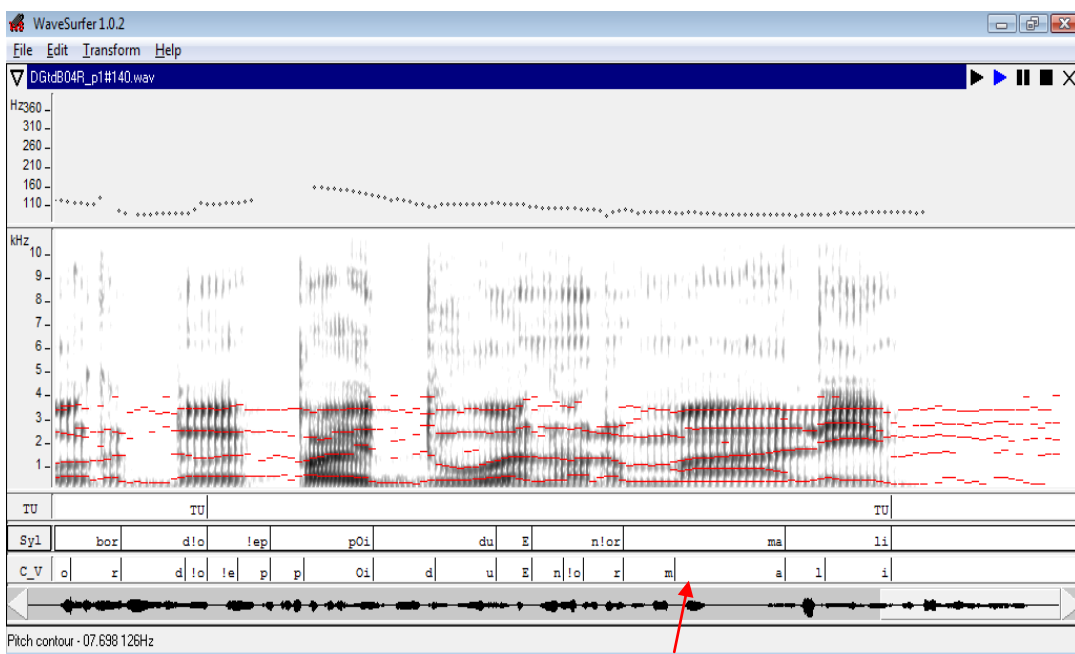 WaveSurfer 1.0.2
File Edit Transform Help
DGtdB04R_p1#140.wav
Hz360
310
260
210
160
110
kHz
10
9
8
7
6
5
4
3
2
1
TU TU TU
Syl bor d!o !ep pOi du E n!or ma li
C_V o r d !o !e p p Oi d u E n !o r m a l i
Pitch contour - 07.698 126Hz